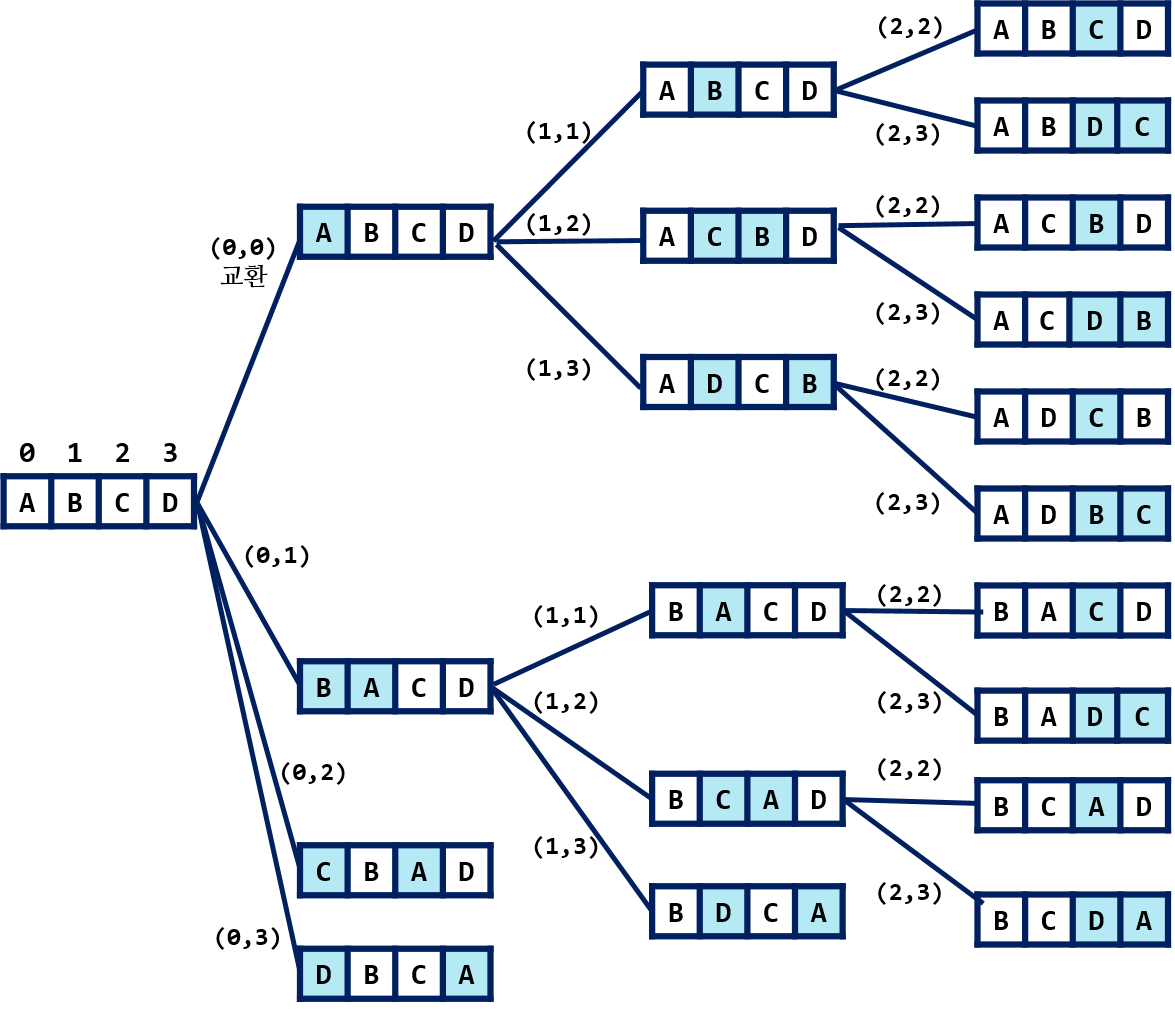 (2,2)
A B C D
A B C D
(1,1)
A B D C
(2,3)
A B C D
(1,2)
(2,2)
A C B D
A C B D
(0,0)
교환
(2,3)
A C D B
(1,3)
A D C B
(2,2)
A D C B
0 1 2 3
A B C D
(2,3)
A D B C
(0,1)
(1,1)
B A C D
(2,2)
B A C D
B A C D
(1,2)
(2,3)
B A D C
(0,2)
(2,2)
B C A D
B C A D
(1,3)
C B A D
(2,3)
B D C A
B C D A
(0,3)
D B C A